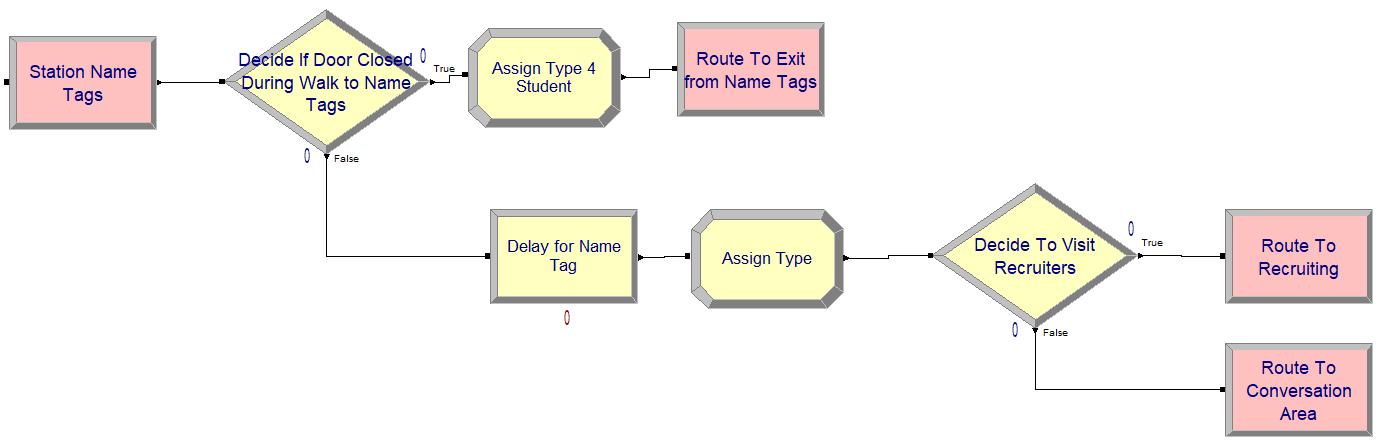 Station Name
Tags
Decide If Door Closed
During Walk to Name
Tags
0
True
0
False
Assign Type 4
Student
Route To Exit
from Name Tags
Delay for Name
Tag
0
Assign Type
Decide To Visit
Recruiters
0
True
0
False
Route To
Recruiting
Route To
Conversation
Area